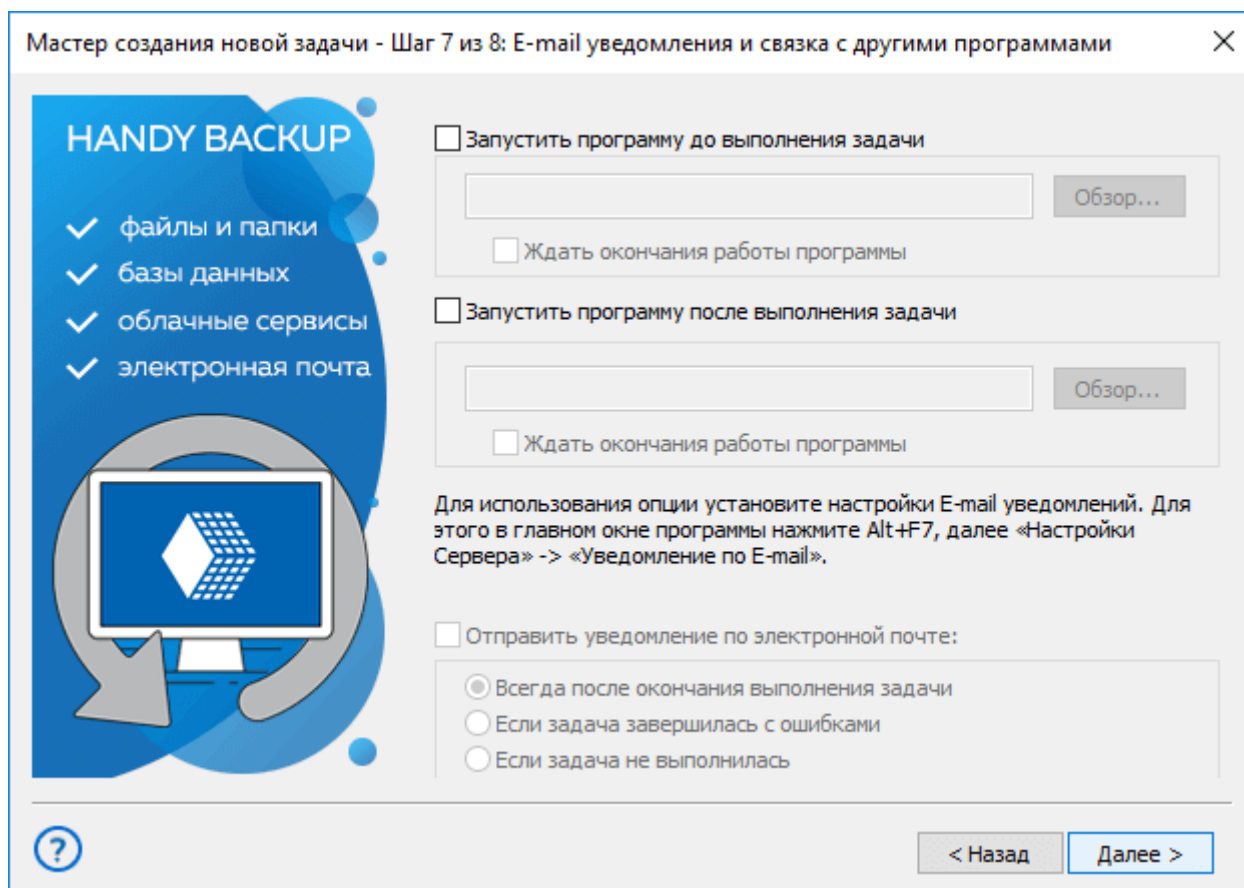 Мастер создания новой задачи - Шаг 7 из 8: E-mail уведомления и связка с другими программами
HANDY BACKUP
файлы и папки
базы данных
облачные сервисы
электронная почта
Запустить программу до выполнения задачи
Обзор...
Ждать окончания работы программы
Запустить программу после выполнения задачи
Обзор...
Ждать окончания работы программы
Для использования опции установите настройки E-mail уведомлений. Для
этого в главном окне программы нажмите Alt+F7, далее «Настройки
Сервера» -> «Уведомление по E-mail».
Отправить уведомление по электронной почте:
Всегда после окончания выполнения задачи
Если задача завершилась с ошибками
Если задача не выполнилась
?
< Назад
Далее >